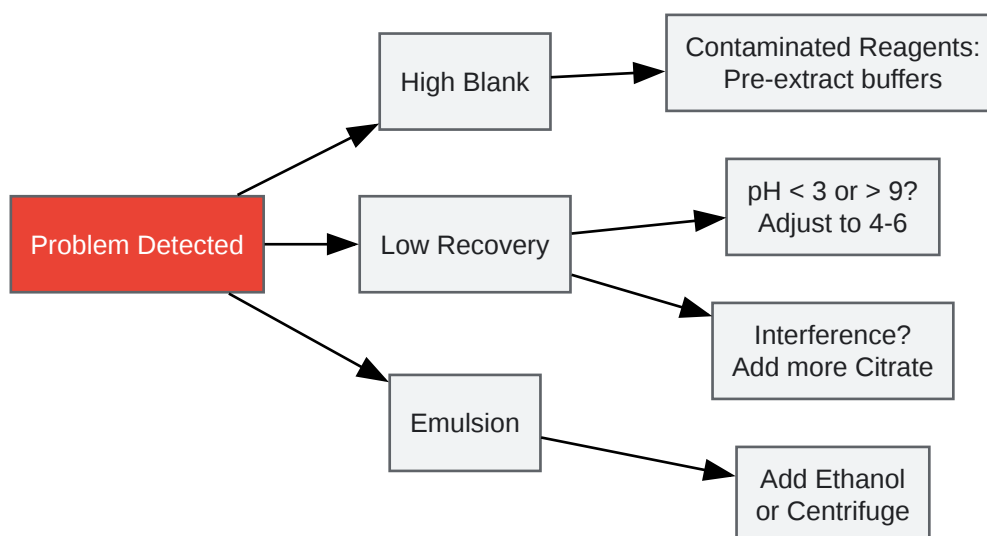 High Blank
Contaminated Reagents:
Pre-extract buffers
Problem Detected
Low Recovery
pH < 3 or > 9?
Adjust to 4-6
Interference?
Add more Citrate
Emulsion
Add Ethanol
or Centrifuge